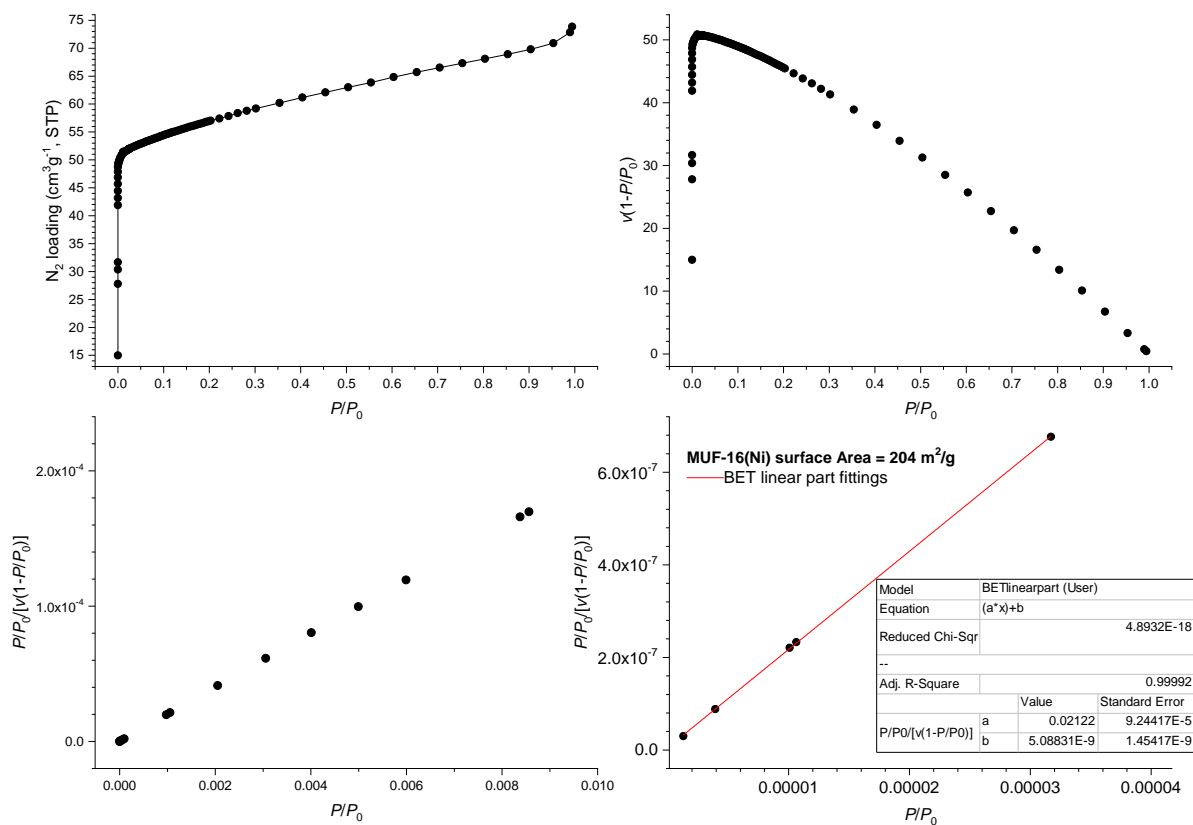 75
70
65
60
55
50
45
40
35
30
25
20
15
N₂ loading (cm³g⁻¹, STP)
0.0 0.1 0.2 0.3 0.4 0.5 0.6 0.7 0.8 0.9 1.0
P/P₀
50
40
30
20
10
0
v(1-P/P₀)
0.0 0.1 0.2 0.3 0.4 0.5 0.6 0.7 0.8 0.9 1.0
P/P₀
2.0x10⁻⁴
1.0x10⁻⁴
0.0
P/P₀/[v(1-P/P₀)]
0.000 0.002 0.004 0.006 0.008 0.010
P/P₀
MUF-16(Ni) surface Area = 204 m²/g
BET linear part fittings
6.0x10⁻⁷
4.0x10⁻⁷
2.0x10⁻⁷
0.0
P/P₀/[v(1-P/P₀)]
0.00001 0.00002 0.00003 0.00004
P/P₀
Model BETlinearpart (User)
Equation (a*x)+b
Reduced Chi-Sqr 4.8932E-18
--
Adj. R-Square 0.99992
Value Standard Error
P/P0/[v(1-P/P0)] a 0.02122 9.24417E-5
b 5.08831E-9 1.45417E-9